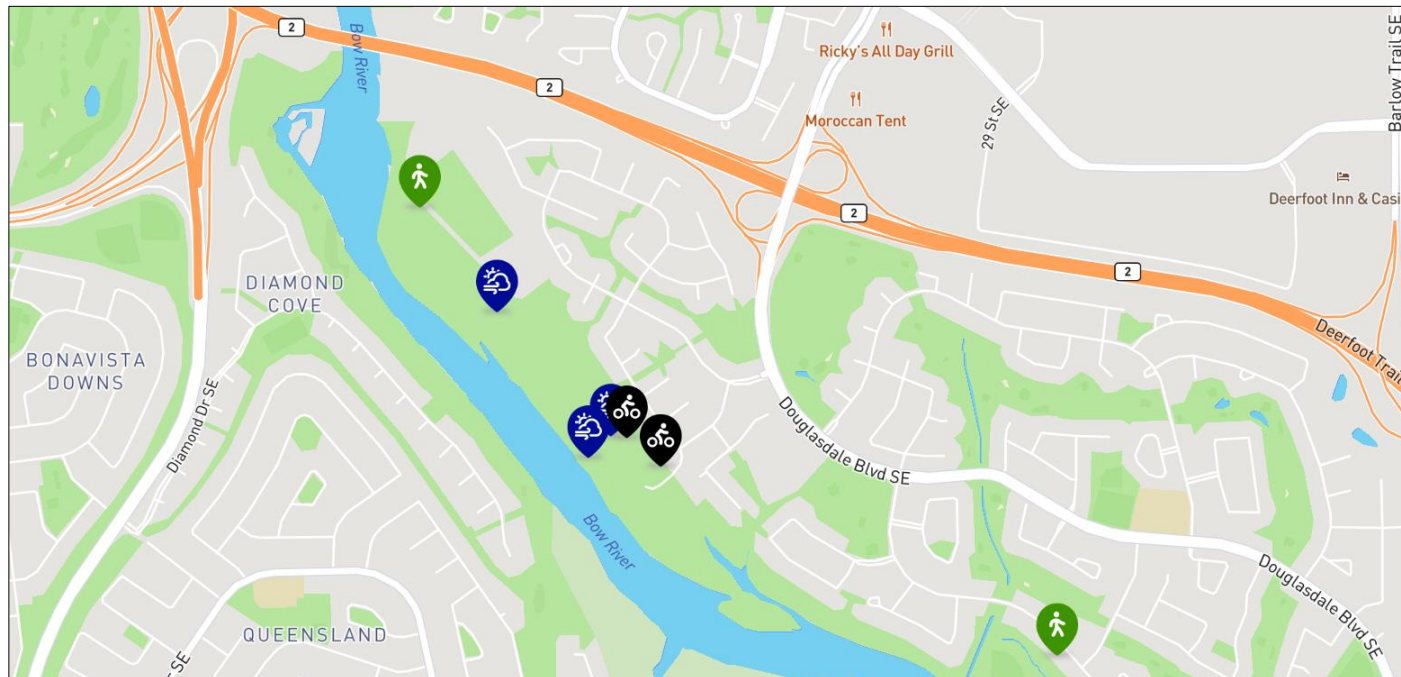 2
Bow River
Ricky's All Day Grill
Barlow Trail SE
2
Moroccan Tent
29 St SE
Deerfoot Inn & Casi
2
2
DIAMOND
COVE
BONAVISTA
DOWNS
Deerfoot Trail
Diamond Dr SE
Douglasdale Blvd SE
Bow River
Douglasdale Blvd SE
QUEENSLAND
SE